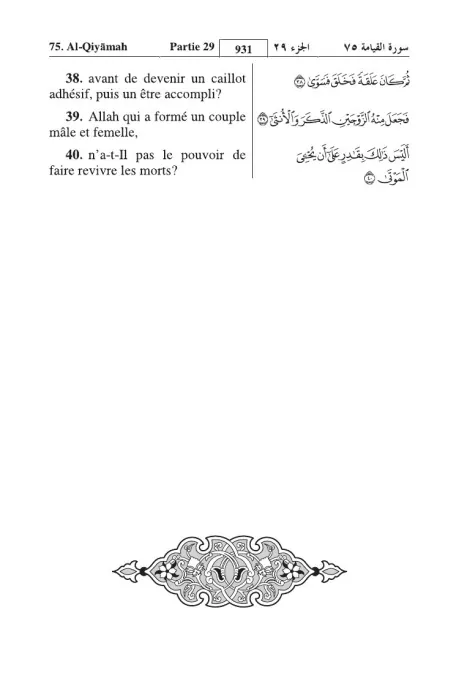 75. Al-Qiyāmah Partie 29 931 الجزء ٢٩ سورة القيامة ٧٥
38. avant de devenir un caillot
adhésif, puis un être accompli?
39. Allah qui a formé un couple
mâle et femelle,
40. n’a-t-Il pas le pouvoir de
faire revivre les morts?
ثُمَّ كَانَ عَلَقَةً فَخَلَقَ فَسَوَّىٰ ٣٨
فَجَعَلَ مِنْهُ الزَّوْجَيْنِ الذَّكَرَ وَالْأُنثَىٰ ٣٩
أَلَيْسَ ذَٰلِكَ بِقَادِرٍ عَلَىٰ أَن يُحْيِيَ
الْمَوْتَىٰ ٤٠